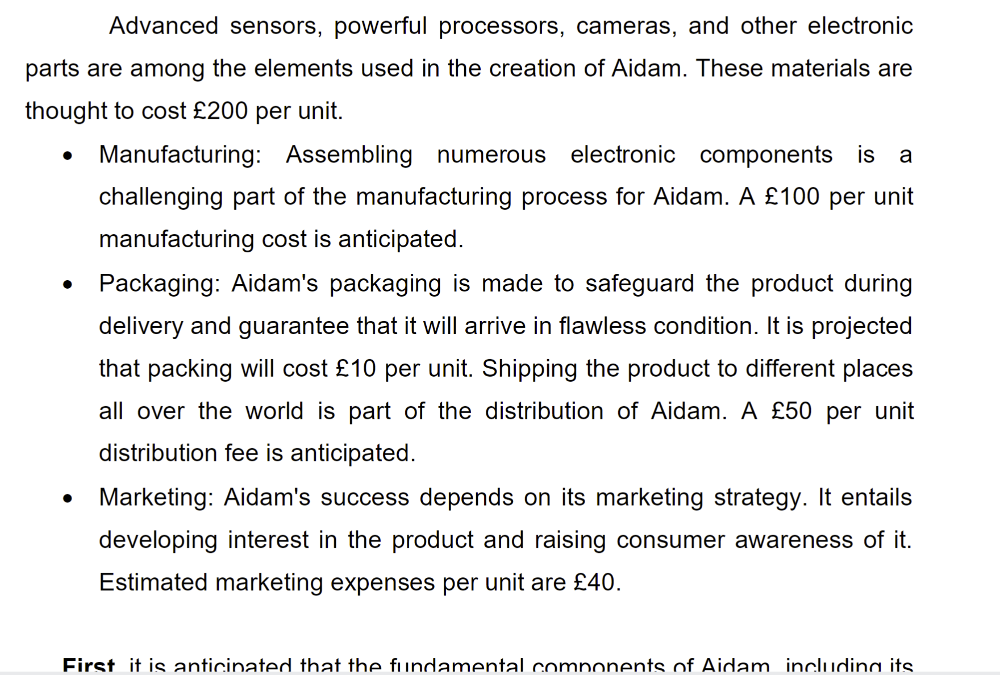 Advanced sensors, powerful processors, cameras, and other electronic
parts are among the elements used in the creation of Aidam. These materials are
thought to cost £200 per unit.
• Manufacturing: Assembling numerous electronic components is a
challenging part of the manufacturing process for Aidam. A £100 per unit
manufacturing cost is anticipated.
• Packaging: Aidam's packaging is made to safeguard the product during
delivery and guarantee that it will arrive in flawless condition. It is projected
that packing will cost £10 per unit. Shipping the product to different places
all over the world is part of the distribution of Aidam. A £50 per unit
distribution fee is anticipated.
• Marketing: Aidam's success depends on its marketing strategy. It entails
developing interest in the product and raising consumer awareness of it.
Estimated marketing expenses per unit are £40.
First, it is anticipated that the fundamental components of Aidam, including its